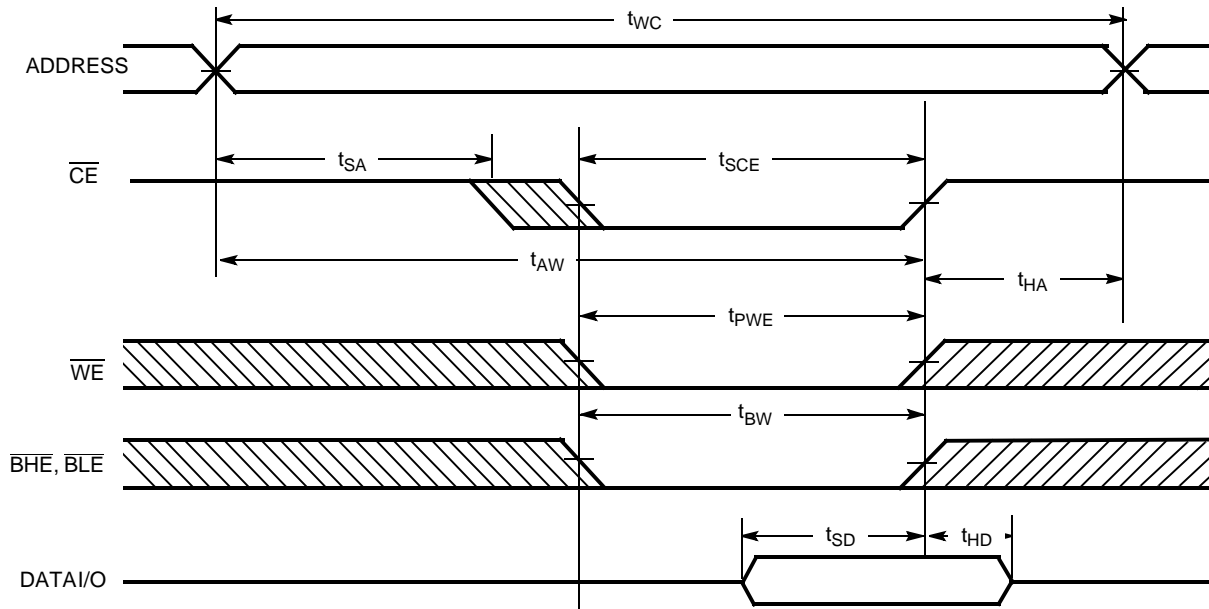 tWC
ADDRESS
tSA
tSCE
CE
tAW
tHA
tPWE
WE
tBW
BHE, BLE
tSD
tHD
DATAI/O